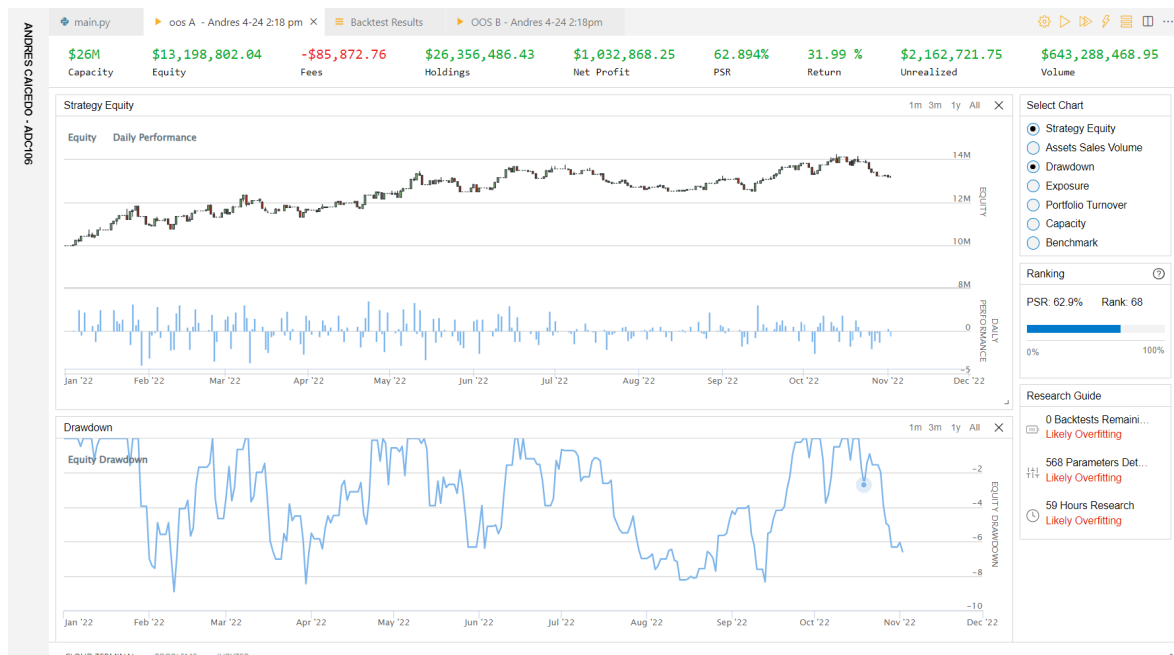 ANDRES CAICEDO - ADC106
main.py
oos A - Andres 4-24 2:18 pm
Backtest Results
OOS B - Andres 4-24 2:18pm
$26M
Capacity
$13,198,802.04
Equity
-$85,872.76
Fees
$26,356,486.43
Holdings
$1,032,868.25
Net Profit
62.894%
PSR
31.99 %
Return
$2,162,721.75
Unrealized
$643,288,468.95
Volume
Strategy Equity
1m 3m 1y All
Equity Daily Performance
14M
12M
10M
8M
EQUITY
0
-5
DAILY
PERFORMANCE
Jan '22 Feb '22 Mar '22 Apr '22 May '22 Jun '22 Jul '22 Aug '22 Sep '22 Oct '22 Nov '22 Dec '22
Drawdown
1m 3m 1y All
Equity Drawdown
-2
-4
-6
-8
-10
EQUITY DRAWDOWN
Jan '22 Feb '22 Mar '22 Apr '22 May '22 Jun '22 Jul '22 Aug '22 Sep '22 Oct '22 Nov '22 Dec '22
Select Chart
Strategy Equity
Assets Sales Volume
Drawdown
Exposure
Portfolio Turnover
Capacity
Benchmark
Ranking
PSR: 62.9% Rank: 68
0% 100%
Research Guide
0 Backtests Remaini...
Likely Overfitting
568 Parameters Det...
Likely Overfitting
59 Hours Research
Likely Overfitting